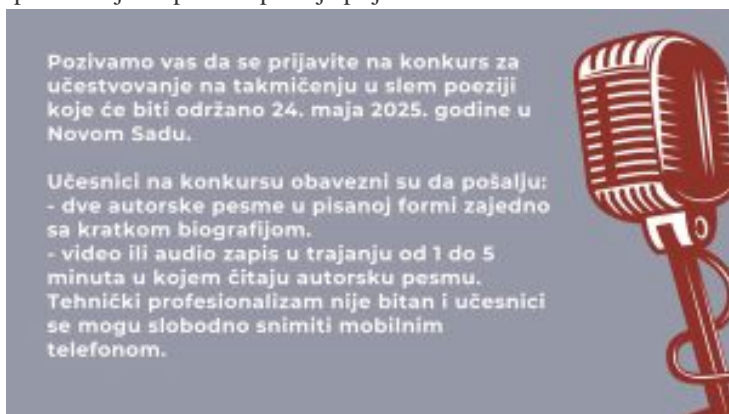 Pozivamo vas da se prijavite na konkurs za
učestvovanje na takmičenju u slem poeziji
koje će biti održano 24. maja 2025. godine u
Novom Sadu.
Učesnici na konkursu obavezni su da pošalju:
- dve autorske pesme u pisanoj formi zajedno
sa kratkom biografijom.
- video ili audio zapis u trajanju od 1 do 5
minuta u kojem čitaju autorsku pesmu.
Tehnički profesionalizam nije bitan i učesnici
se mogu slobodno snimiti mobilnim
telefonom.